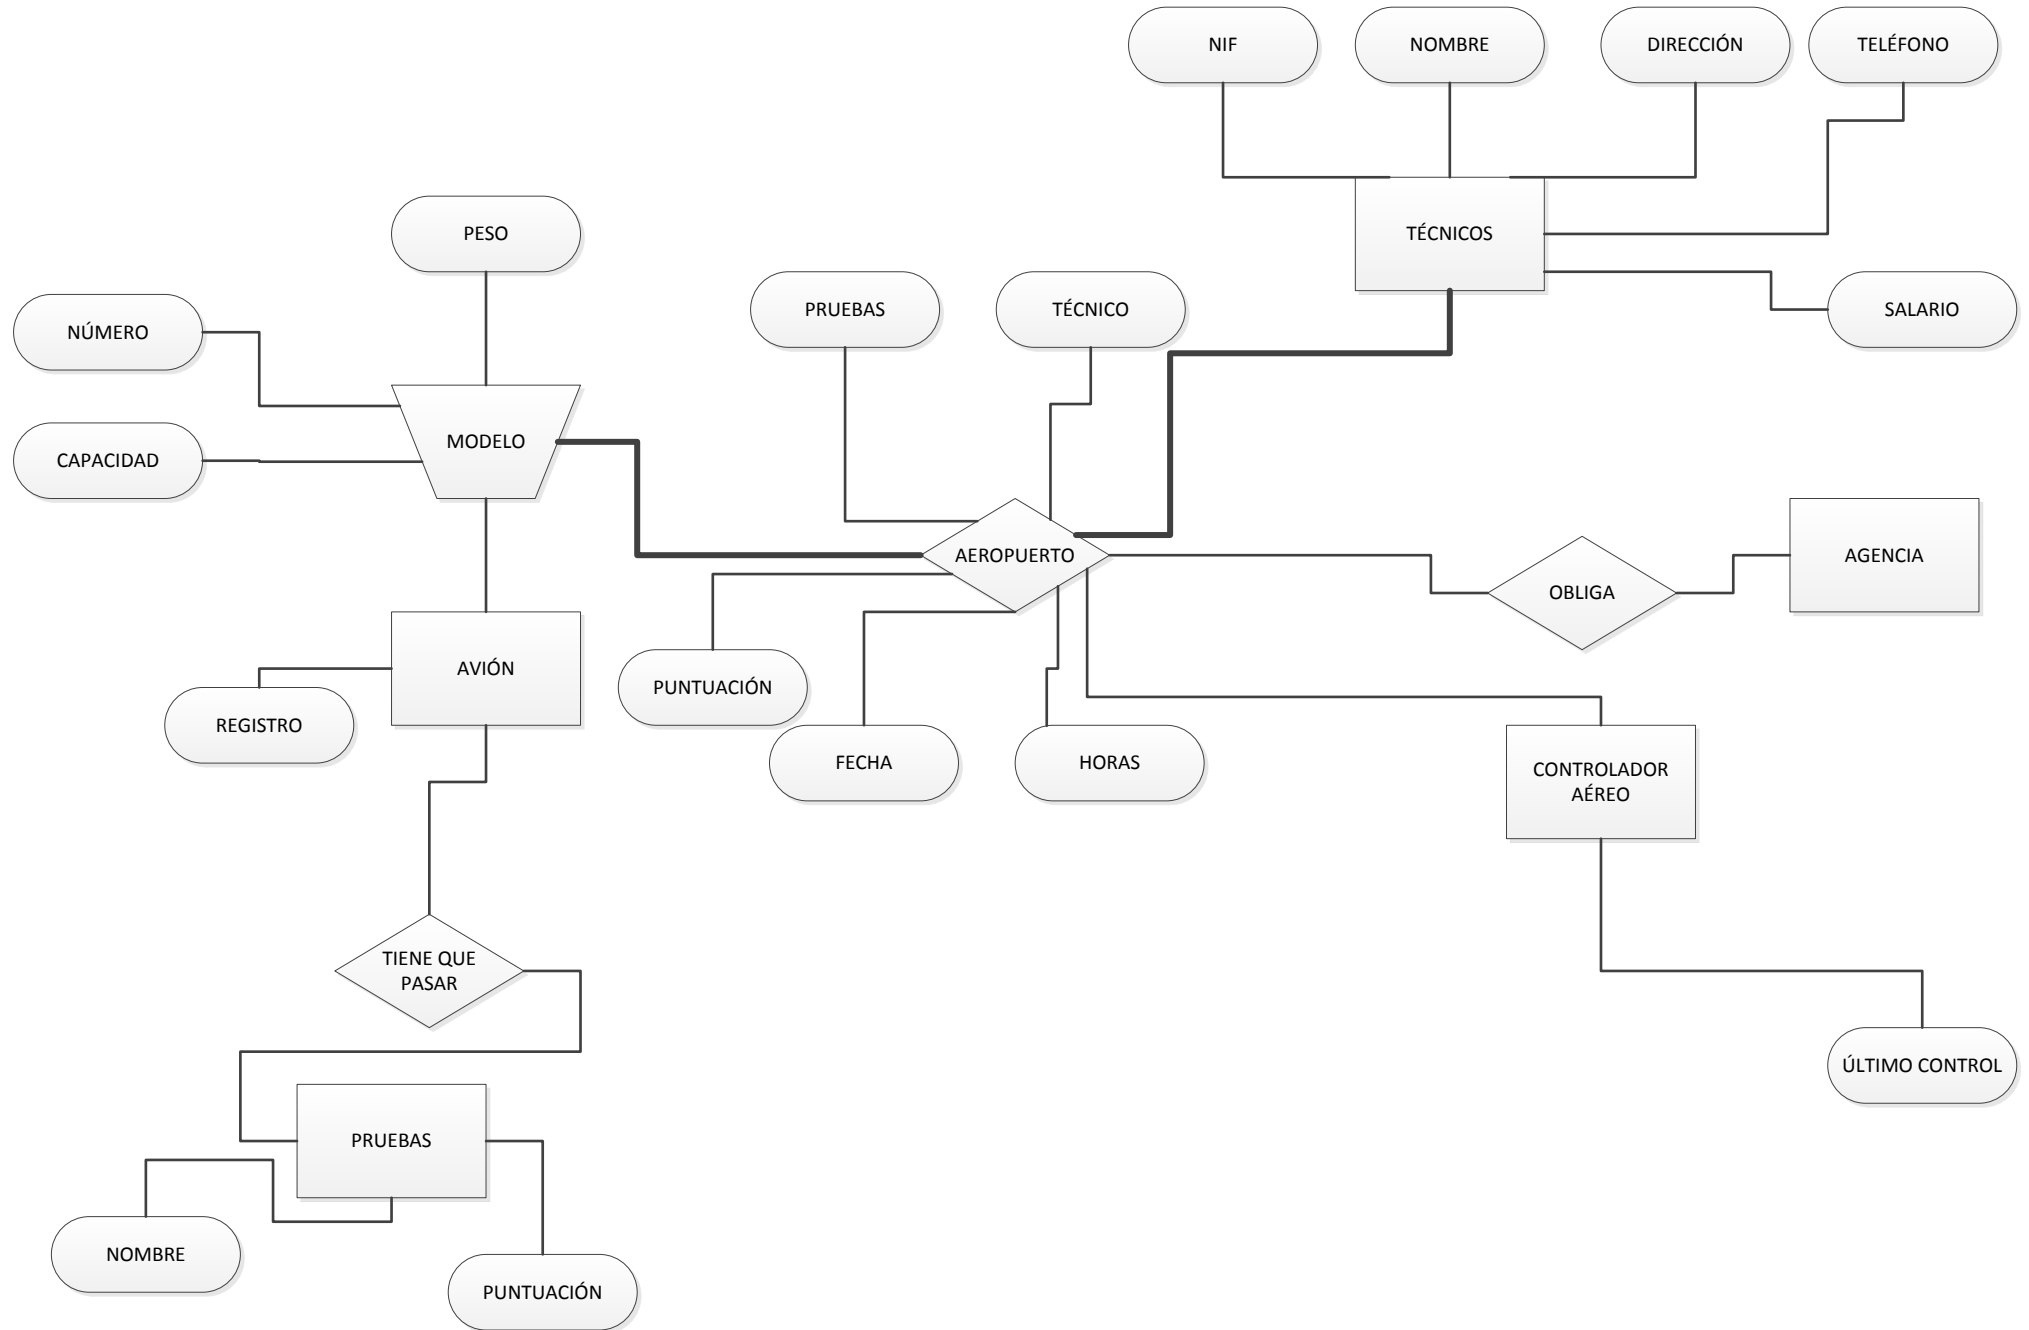 NIF
NOMBRE
DIRECCIÓN
TELÉFONO
PESO
TÉCNICOS
PRUEBAS
TÉCNICO
SALARIO
NÚMERO
MODELO
CAPACIDAD
AEROPUERTO
AGENCIA
OBLIGA
AVIÓN
PUNTUACIÓN
REGISTRO
FECHA
HORAS
CONTROLADOR
AÉREO
TIENE QUE
PASAR
ÚLTIMO CONTROL
PRUEBAS
NOMBRE
PUNTUACIÓN